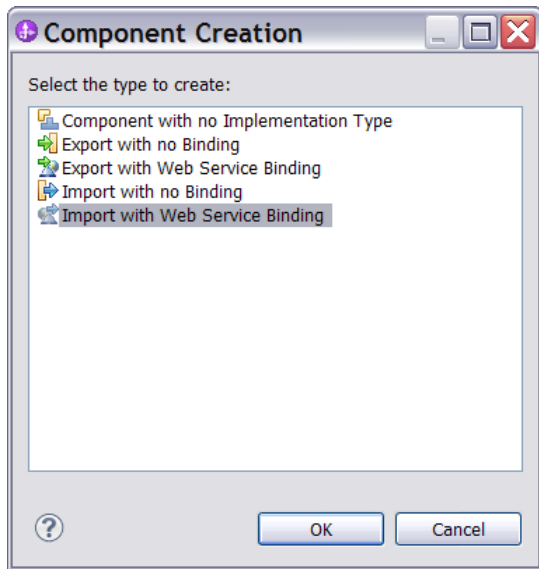 Component Creation
Select the type to create:
Component with no Implementation Type
Export with no Binding
Export with Web Service Binding
Import with no Binding
Import with Web Service Binding
?
OK
Cancel